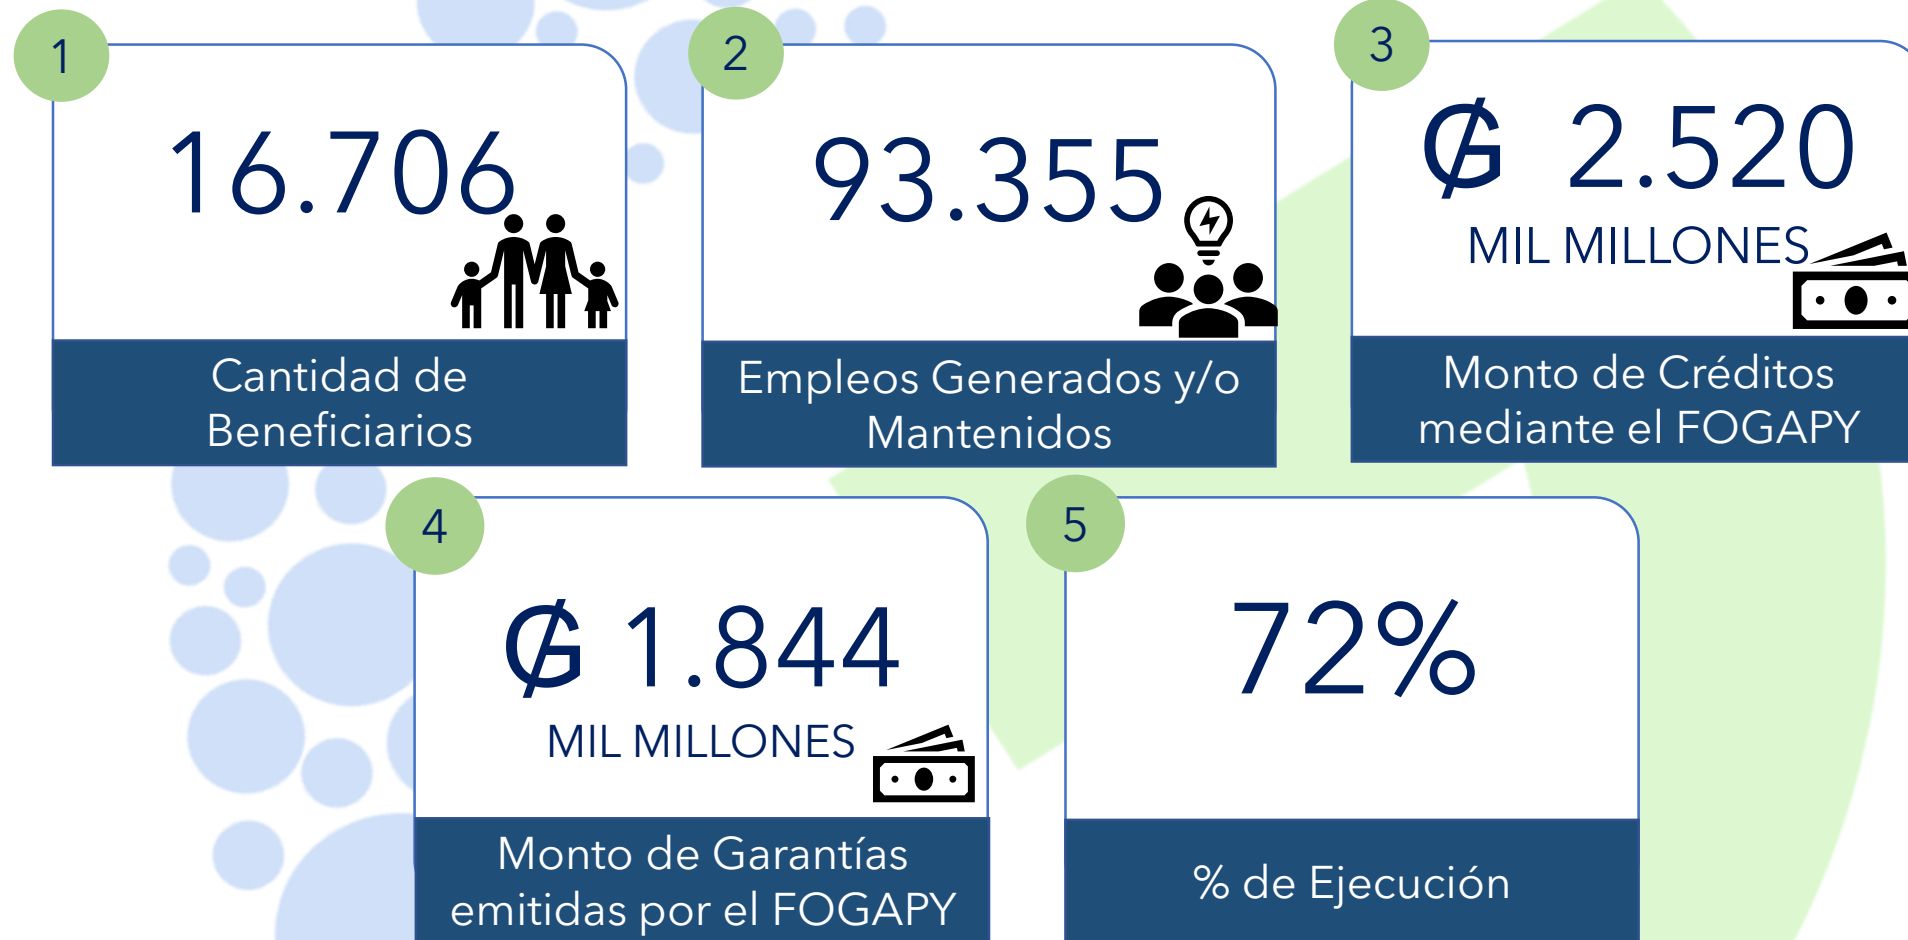 1
16.706
Cantidad de
Beneficiarios
2
93.355
Empleos Generados y/o
Mantenidos
3
₲ 2.520
MIL MILLONES
Monto de Créditos
mediante el FOGAPY
4
₲ 1.844
MIL MILLONES
Monto de Garantías
emitidas por el FOGAPY
5
72%
% de Ejecución